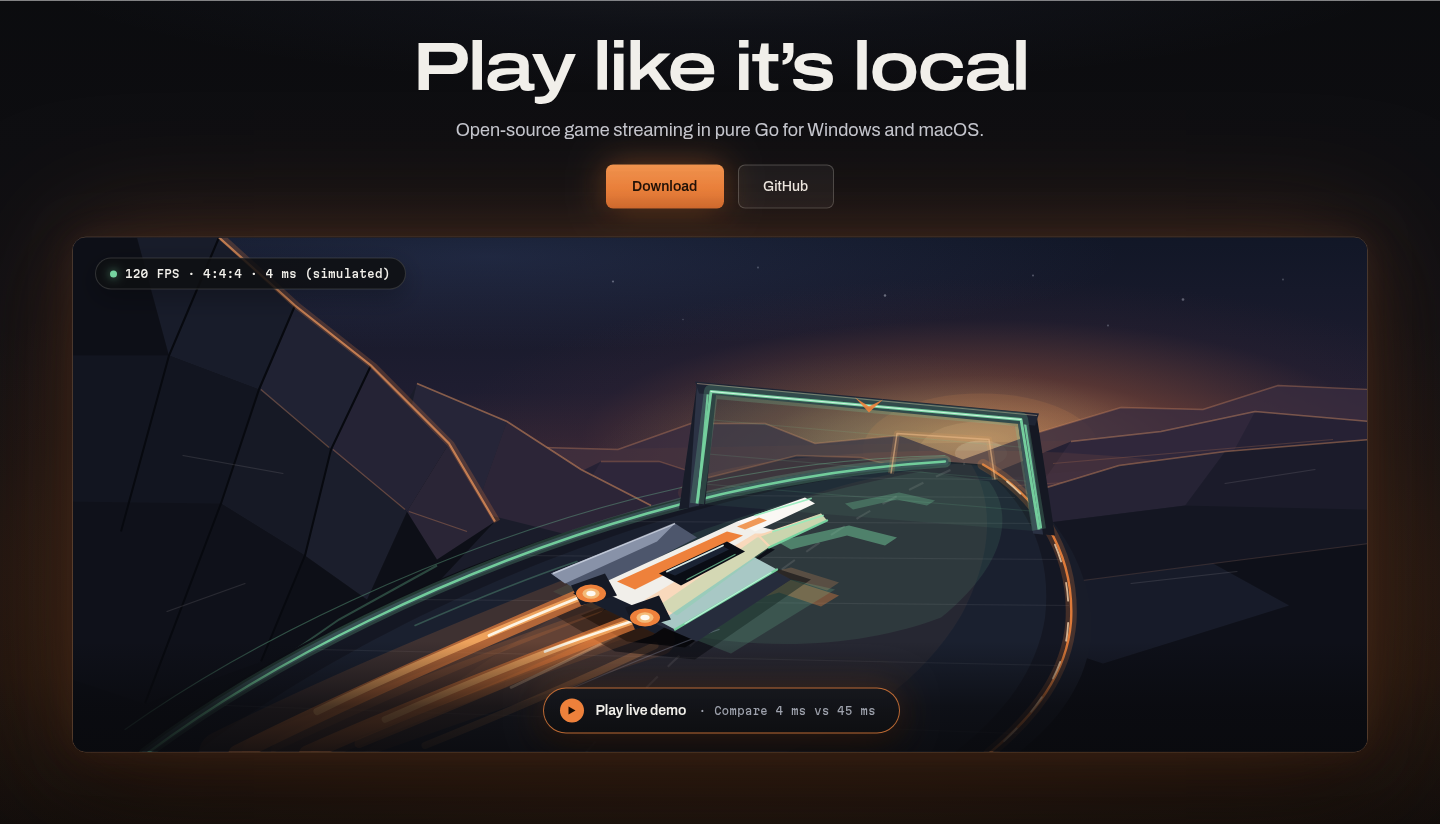 Play like it’s local
Open-source game streaming in pure Go for Windows and macOS.
Download
GitHub
120 FPS · 4:4:4 · 4 ms (simulated)
Play live demo · Compare 4 ms vs 45 ms